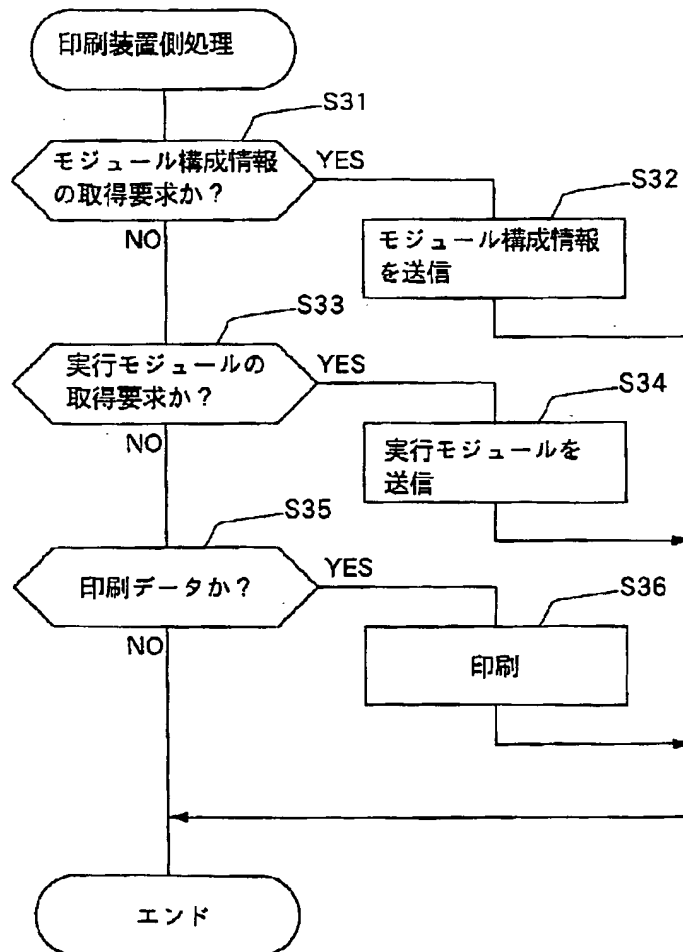 印刷装置側処理
S31
モジュール構成情報
の取得要求か？
YES
NO
S32
モジュール構成情報
を送信
S33
実行モジュールの
取得要求か？
YES
NO
S34
実行モジュールを
送信
S35
印刷データか？
YES
NO
S36
印刷
エンド